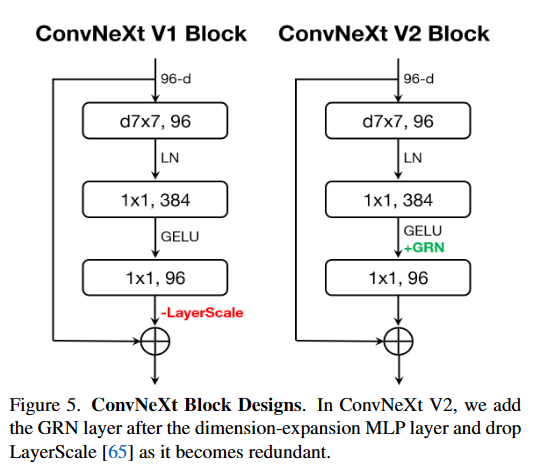 ConvNeXt V1 Block
96-d
d7x7, 96
LN
1x1, 384
GELU
1x1, 96
-LayerScale
ConvNeXt V2 Block
96-d
d7x7, 96
LN
1x1, 384
GELU
+GRN
1x1, 96
Figure 5. ConvNeXt Block Designs. In ConvNeXt V2, we add
the GRN layer after the dimension-expansion MLP layer and drop
LayerScale [65] as it becomes redundant.